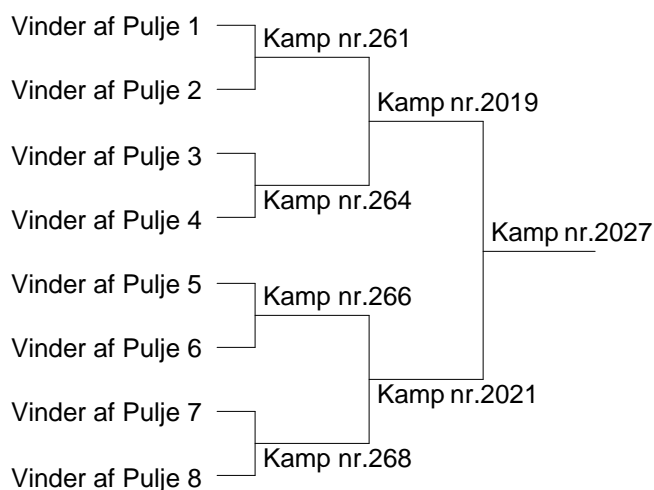 Vinder af Pulje 1
Kamp nr.261
Vinder af Pulje 2
Kamp nr.2019
Vinder af Pulje 3
Kamp nr.264
Vinder af Pulje 4
Kamp nr.2027
Vinder af Pulje 5
Kamp nr.266
Vinder af Pulje 6
Kamp nr.2021
Vinder af Pulje 7
Kamp nr.268
Vinder af Pulje 8